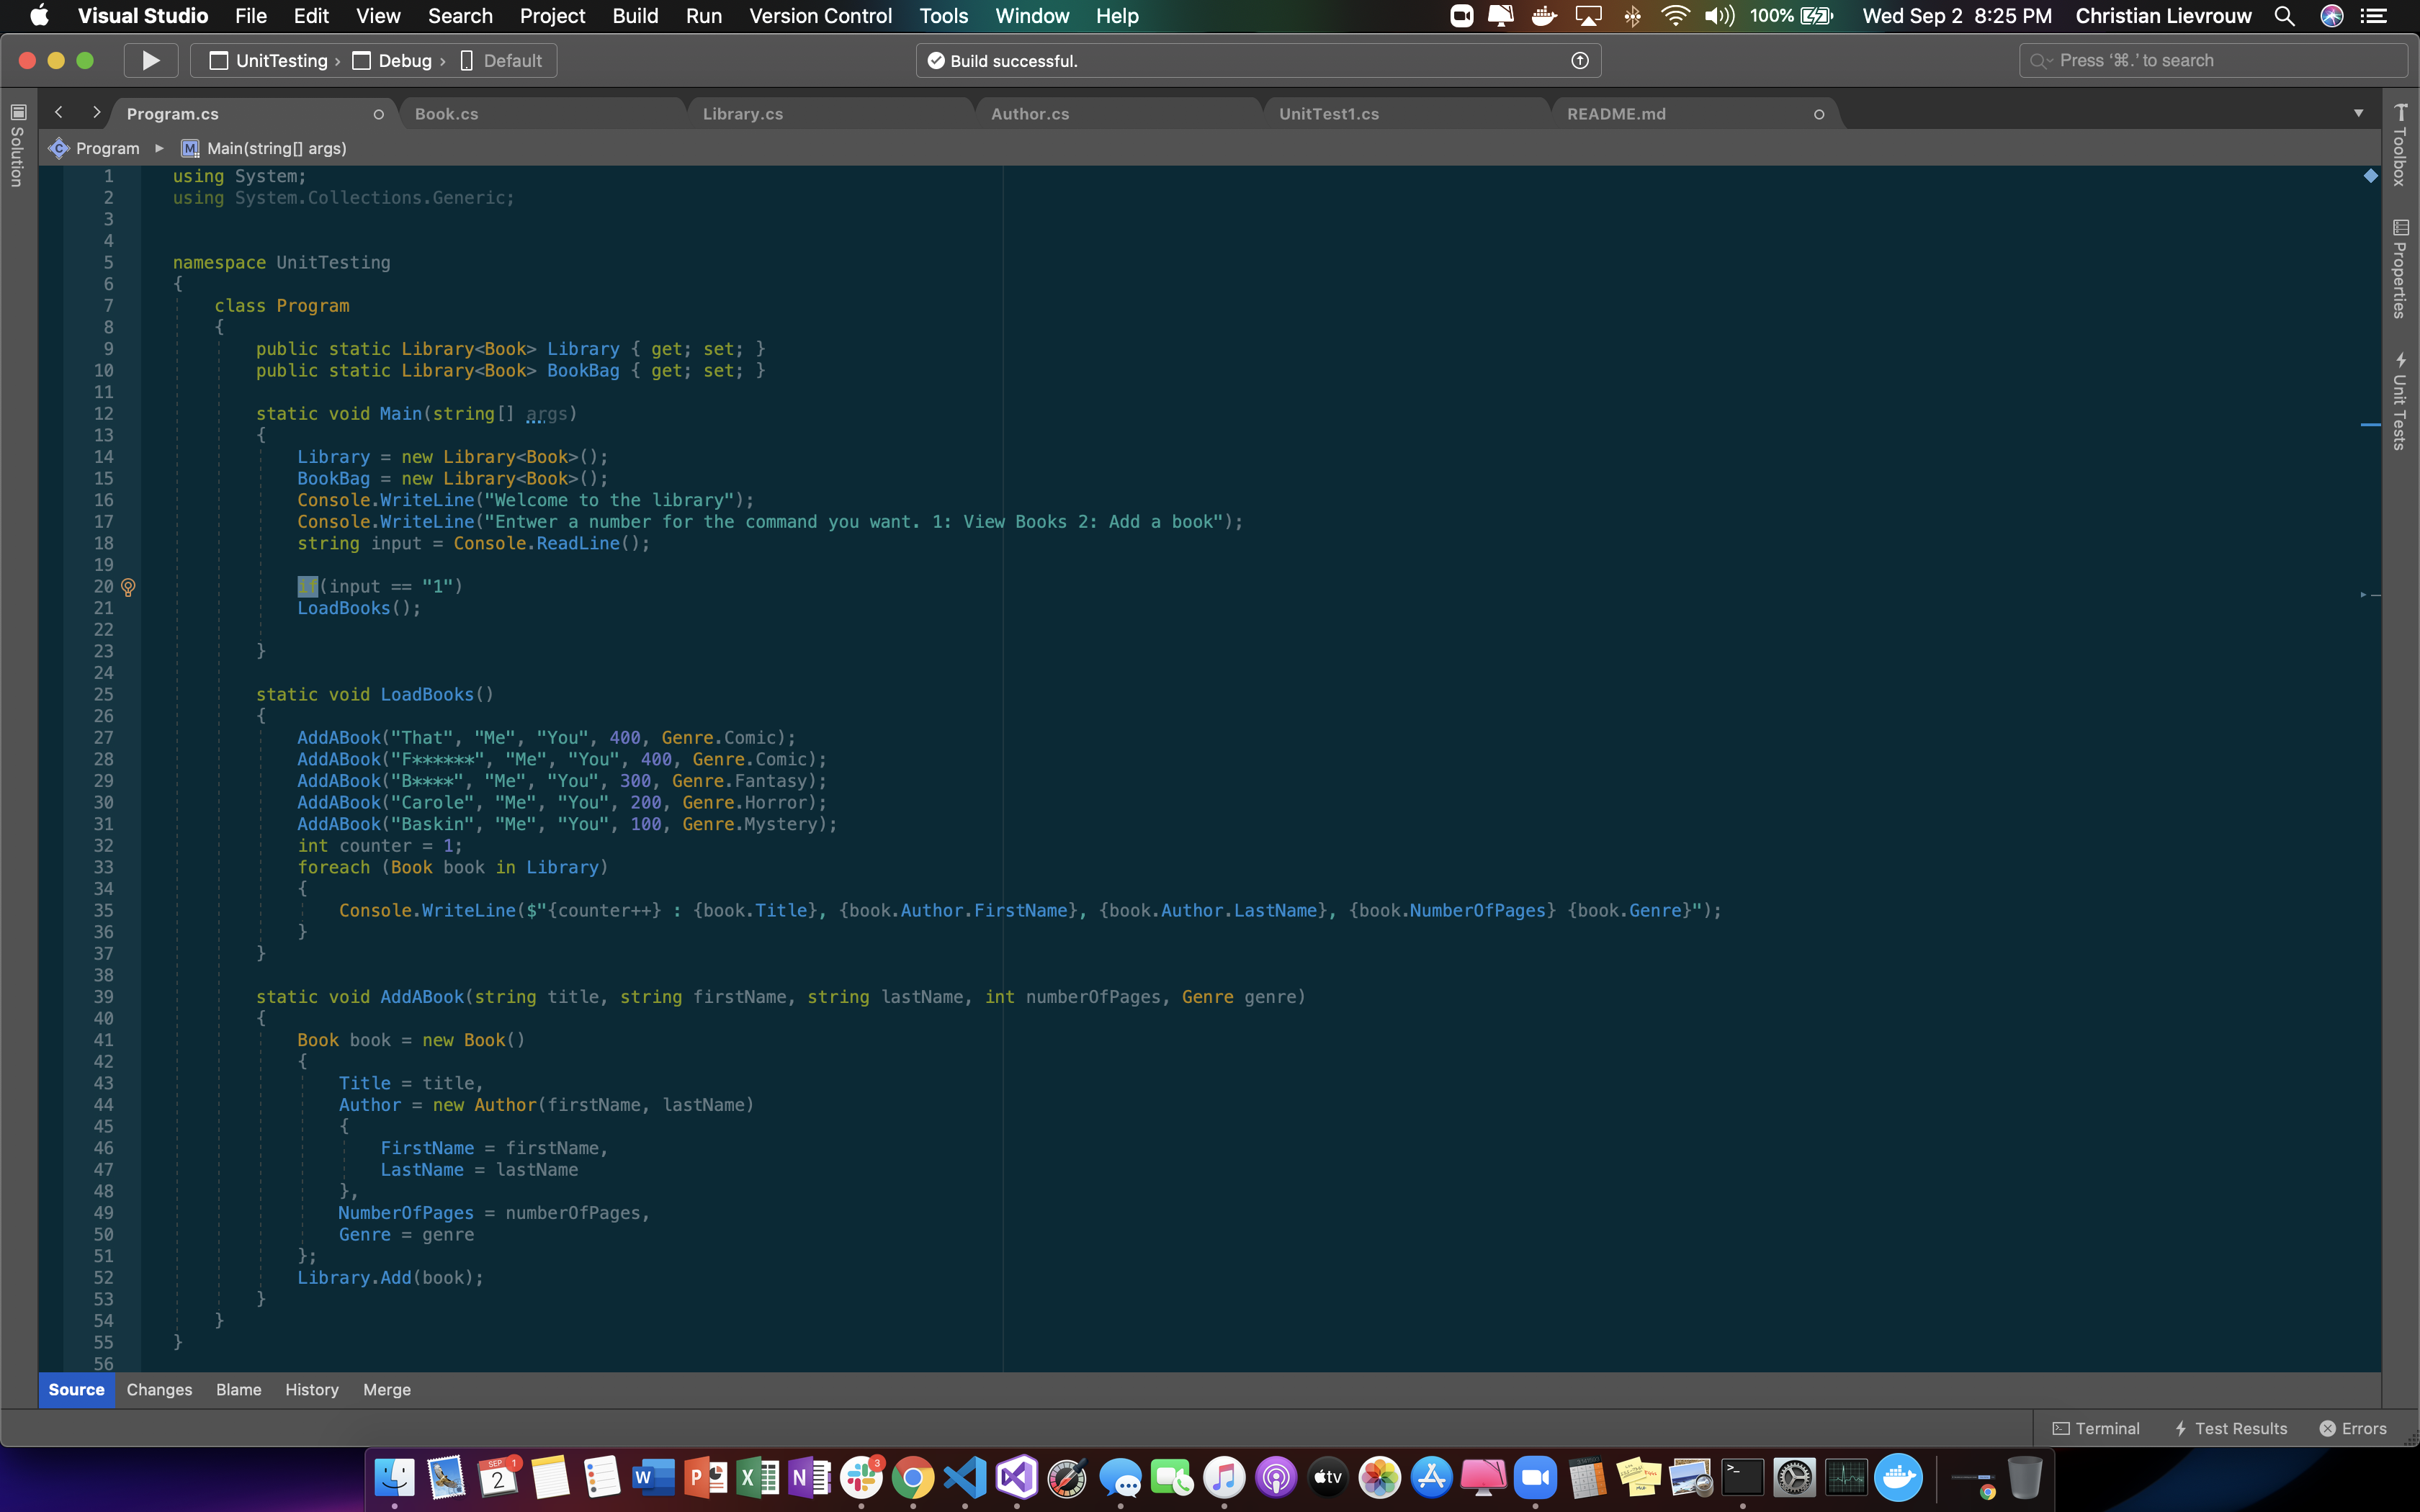 Visual Studio File Edit View Search Project Build Run Version Control Tools Window Help 100% Wed Sep 2 8:25 PM Christian Lievrouw
UnitTesting › Debug › Default Build successful. Press ‘⌘.’ to search
Program.cs Book.cs Library.cs Author.cs UnitTest1.cs README.md
Program ▸ M Main(string[] args)
Solution
Toolbox
Properties
Unit Tests
1 using System;
2 using System.Collections.Generic;
3
4
5 namespace UnitTesting
6 {
7 class Program
8 {
9 public static Library<Book> Library { get; set; }
10 public static Library<Book> BookBag { get; set; }
11
12 static void Main(string[] args)
13 {
14 Library = new Library<Book>();
15 BookBag = new Library<Book>();
16 Console.WriteLine("Welcome to the library");
17 Console.WriteLine("Entwer a number for the command you want. 1: View Books 2: Add a book");
18 string input = Console.ReadLine();
19
20 if(input == "1")
21 LoadBooks();
22
23 }
24
25 static void LoadBooks()
26 {
27 AddABook("That", "Me", "You", 400, Genre.Comic);
28 AddABook("F******", "Me", "You", 400, Genre.Comic);
29 AddABook("B****", "Me", "You", 300, Genre.Fantasy);
30 AddABook("Carole", "Me", "You", 200, Genre.Horror);
31 AddABook("Baskin", "Me", "You", 100, Genre.Mystery);
32 int counter = 1;
33 foreach (Book book in Library)
34 {
35 Console.WriteLine($"{counter++} : {book.Title}, {book.Author.FirstName}, {book.Author.LastName}, {book.NumberOfPages} {book.Genre}");
36 }
37 }
38
39 static void AddABook(string title, string firstName, string lastName, int numberOfPages, Genre genre)
40 {
41 Book book = new Book()
42 {
43 Title = title,
44 Author = new Author(firstName, lastName)
45 {
46 FirstName = firstName,
47 LastName = lastName
48 },
49 NumberOfPages = numberOfPages,
50 Genre = genre
51 };
52 Library.Add(book);
53 }
54 }
55 }
56
Source Changes Blame History Merge
Terminal Test Results Errors
SEP 2 1 W P X N 3 tv >_